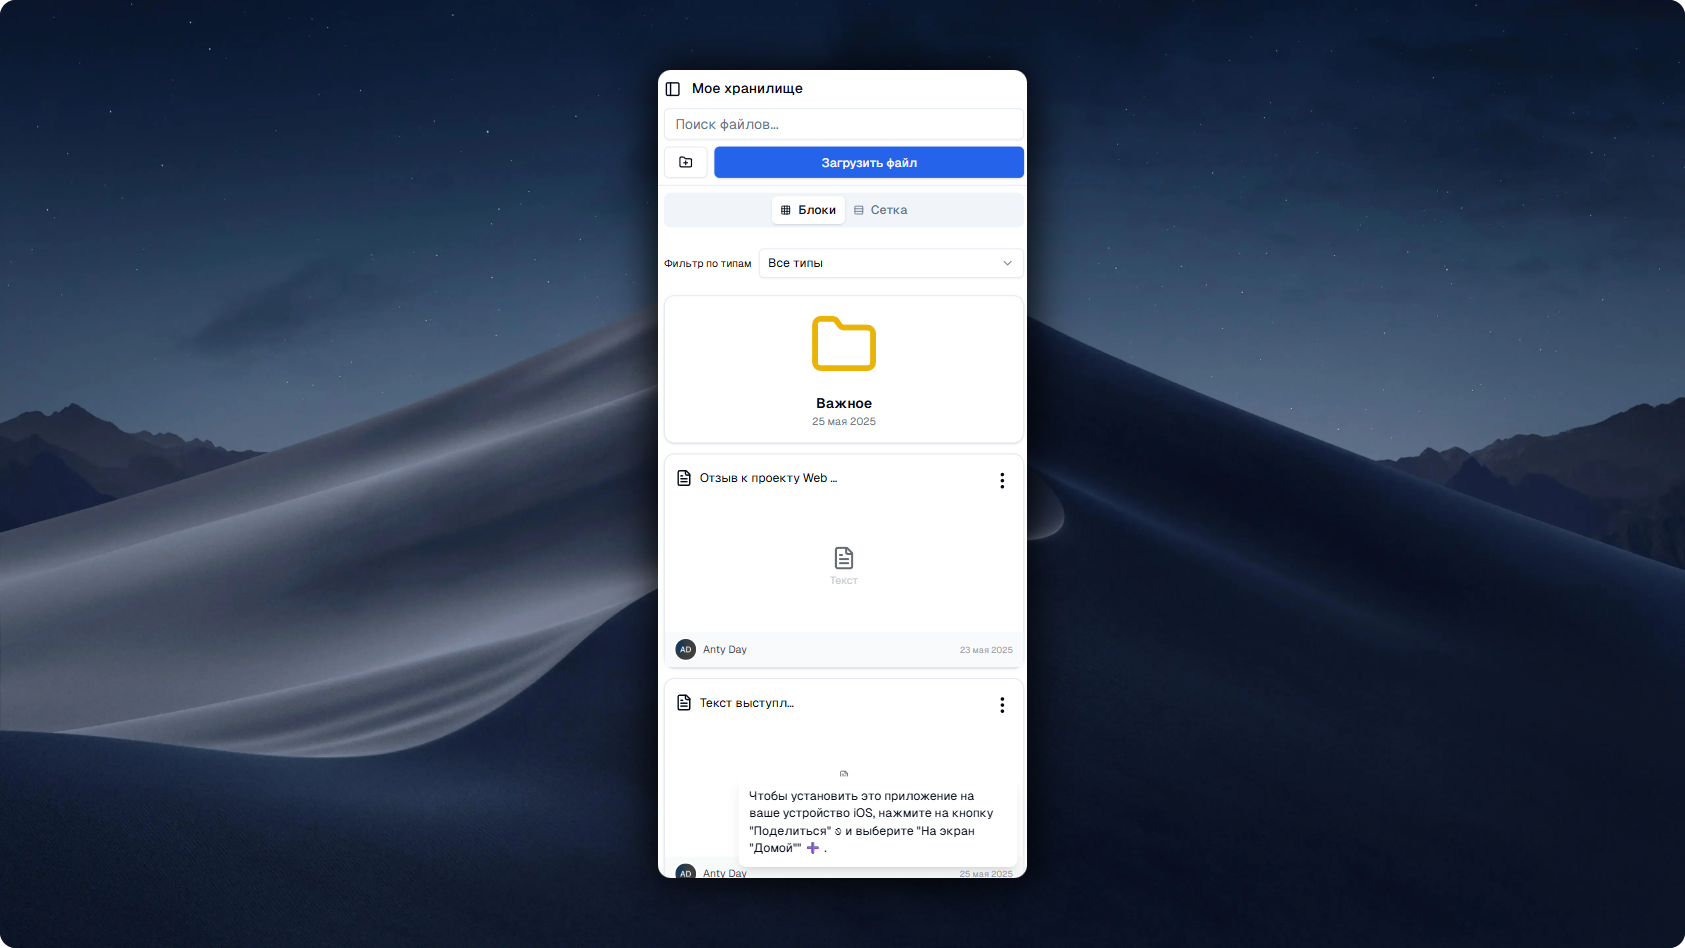 Мое хранилище
Поиск файлов...
Загрузить файл
Блоки
Сетка
Фильтр по типам
Все типы
Важное
25 мая 2025
Отзыв к проекту Web ...
Текст
AD
Anty Day
23 мая 2025
Текст выступл...
Чтобы установить это приложение на
ваше устройство iOS, нажмите на кнопку
"Поделиться" и выберите "На экран
"Домой"" ➕ .
AD
Anty Day
25 мая 2025